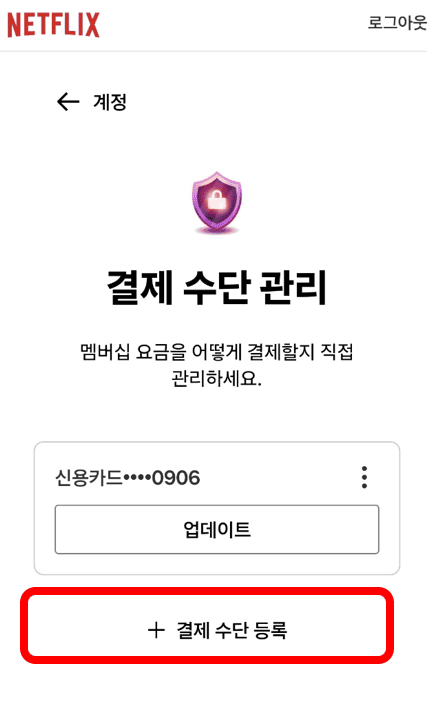 NETFLIX
로그아웃
← 계정
결제 수단 관리
멤버십 요금을 어떻게 결제할지 직접
관리하세요.
신용카드••••0906
업데이트
+ 결제 수단 등록